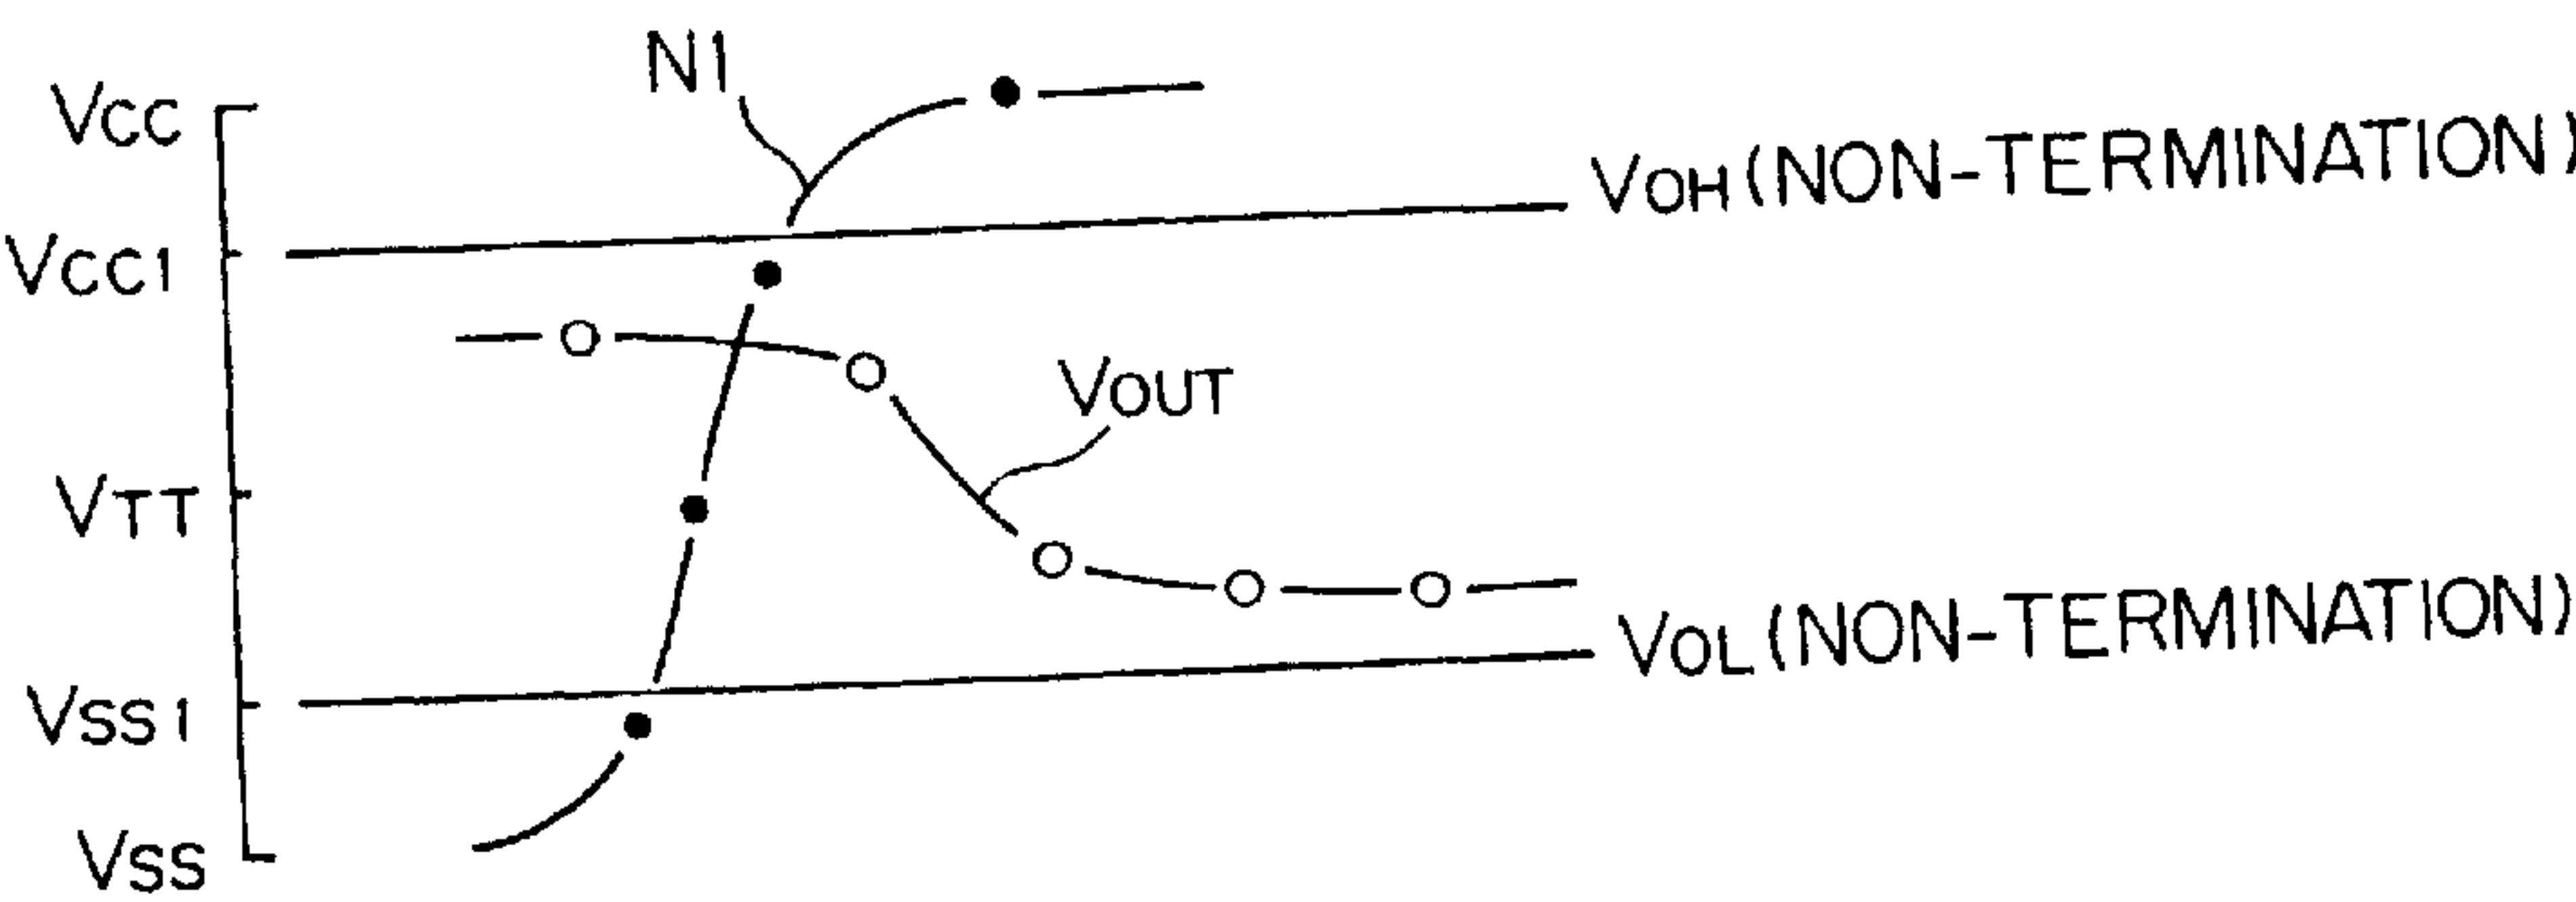 N1
VCC
VOH (NON-TERMINATION)
VCC1
VOUT
VTT
VOL (NON-TERMINATION)
VSS1
VSS